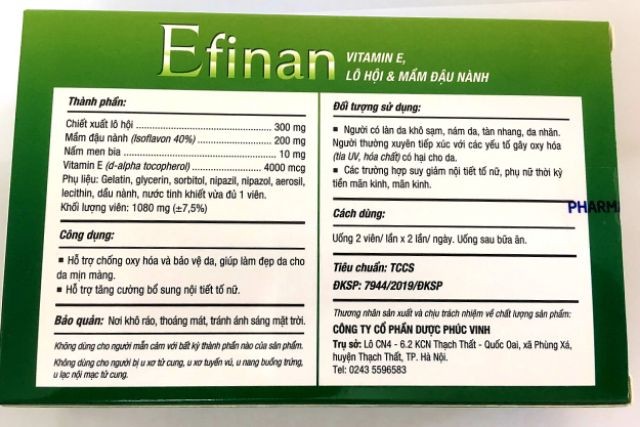 Efinan
VITAMIN E,
LÔ HỘI & MẦM ĐẬU NÀNH
Thành phần:
Chiết xuất lô hội ........................................... 300 mg
Mầm đậu nành (Isoflavon 40%) .................... 200 mg
Nấm men bia ................................................ 10 mg
Vitamin E (d-alpha tocopherol) ................. 4000 mcg
Phụ liệu: Gelatin, glycerin, sorbitol, nipazil, nipazol, aerosil,
lecithin, dầu nành, nước tinh khiết vừa đủ 1 viên.
Khối lượng viên: 1080 mg (±7,5%)
Công dụng:
■ Hỗ trợ chống oxy hóa và bảo vệ da, giúp làm đẹp da cho
da mịn màng.
■ Hỗ trợ tăng cường bổ sung nội tiết tố nữ.
Bảo quản: Nơi khô ráo, thoáng mát, tránh ánh sáng mặt trời.
Không dùng cho người mẫn cảm với bất kỳ thành phần nào của sản phẩm.
Không dùng cho người bị u xơ tử cung, u xơ tuyến vú, u nang buồng trứng,
u lạc nội mạc tử cung.
Đối tượng sử dụng:
■ Người có làn da khô sạm, nám da, tàn nhang, da nhăn.
Người thường xuyên tiếp xúc với các yếu tố gây oxy hóa
(tia UV, hóa chất) có hại cho da.
■ Các trường hợp suy giảm nội tiết tố nữ, phụ nữ thời kỳ
tiền mãn kinh, mãn kinh.
Cách dùng:
Uống 2 viên/ lần x 2 lần/ ngày. Uống sau bữa ăn.
Tiêu chuẩn: TCCS
ĐKSP: 7944/2019/ĐKSP
Thương nhân sản xuất và chịu trách nhiệm về chất lượng sản phẩm:
CÔNG TY CỔ PHẦN DƯỢC PHÚC VINH
Trụ sở: Lô CN4 - 6.2 KCN Thạch Thất - Quốc Oai, xã Phùng Xá,
huyện Thạch Thất, TP. Hà Nội.
Tel: 0243 5596583
PHARMA